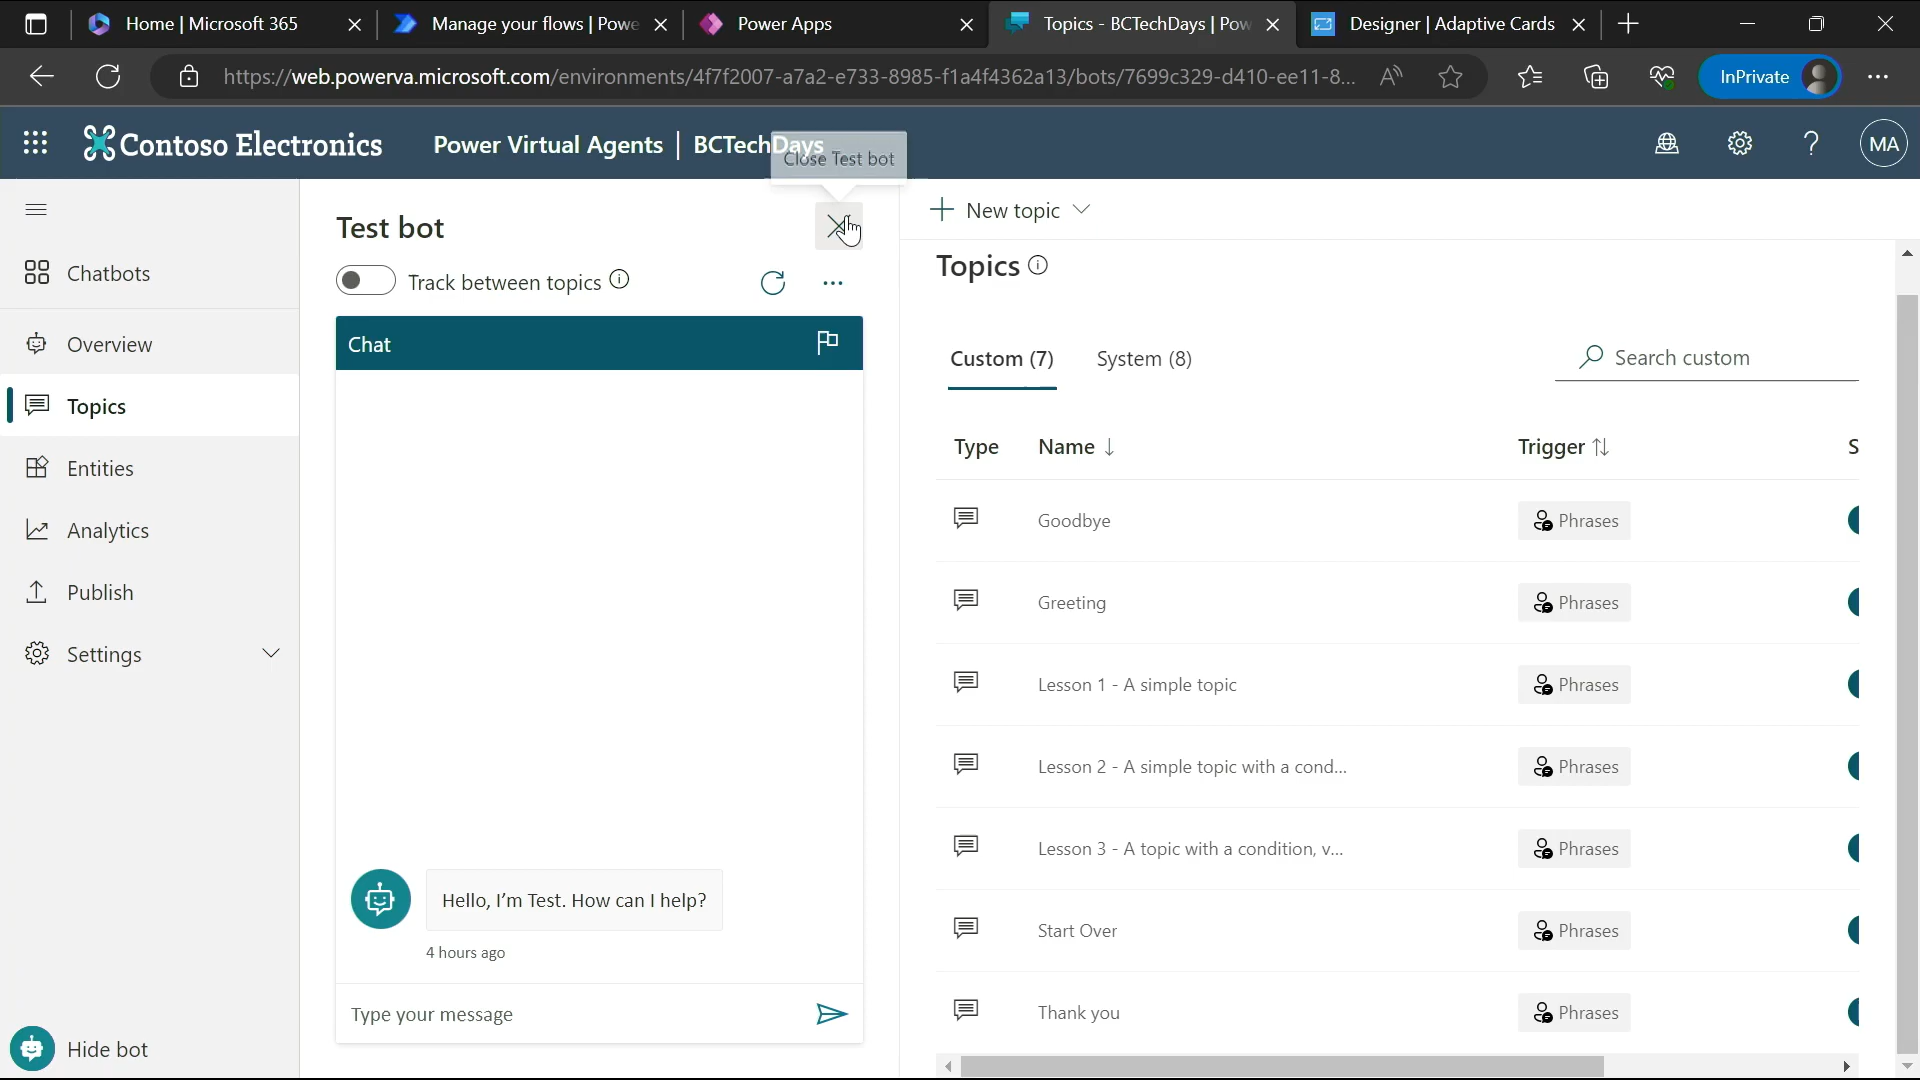 Home | Microsoft 365
Manage your flows | Powe
Power Apps
Topics - BCTechDays | Pow
Designer | Adaptive Cards
https://web.powerva.microsoft.com/environments/4f7f2007-a7a2-e733-8985-f1a4f4362a13/bots/7699c329-d410-ee11-8...
InPrivate
Contoso Electronics
Power Virtual Agents | BCTechDays
MA
Close Test bot
Chatbots
Overview
Topics
Entities
Analytics
Publish
Settings
Hide bot
Test bot
Track between topics
Chat
Hello, I'm Test. How can I help?
4 hours ago
Type your message
New topic
Topics
Custom (7) System (8)
Search custom
Type Name Trigger S
Goodbye Phrases
Greeting Phrases
Lesson 1 - A simple topic Phrases
Lesson 2 - A simple topic with a cond... Phrases
Lesson 3 - A topic with a condition, v... Phrases
Start Over Phrases
Thank you Phrases